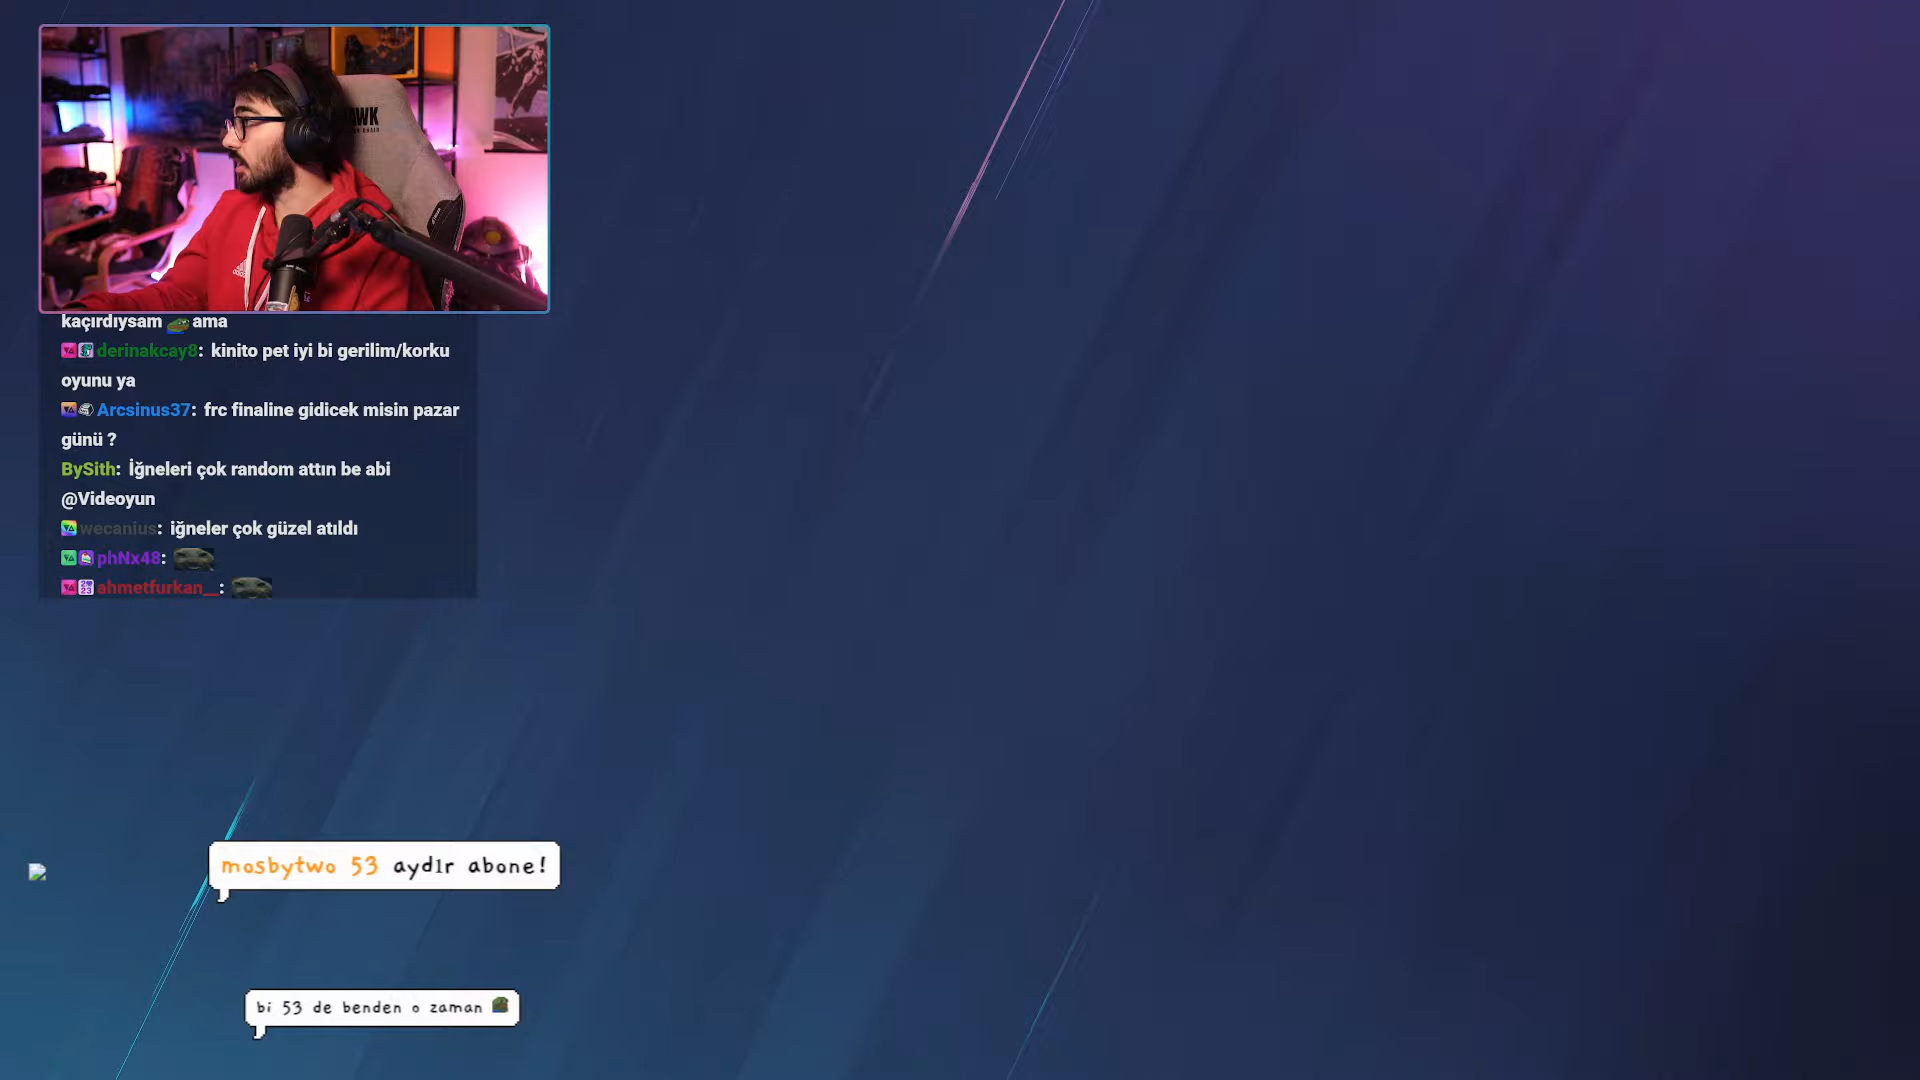 AWK
kaçırdıysam ama
derinakcay8: kinito pet iyi bi gerilim/korku
oyunu ya
Arcsinus37: frc finaline gidicek misin pazar
günü ?
BySith: İğneleri çok random attın be abi
@Videoyun
wecanius: iğneler çok güzel atıldı
phNx48:
ahmetfurkan__:
mosbytwo 53 aydır abone!
bi 53 de benden o zaman